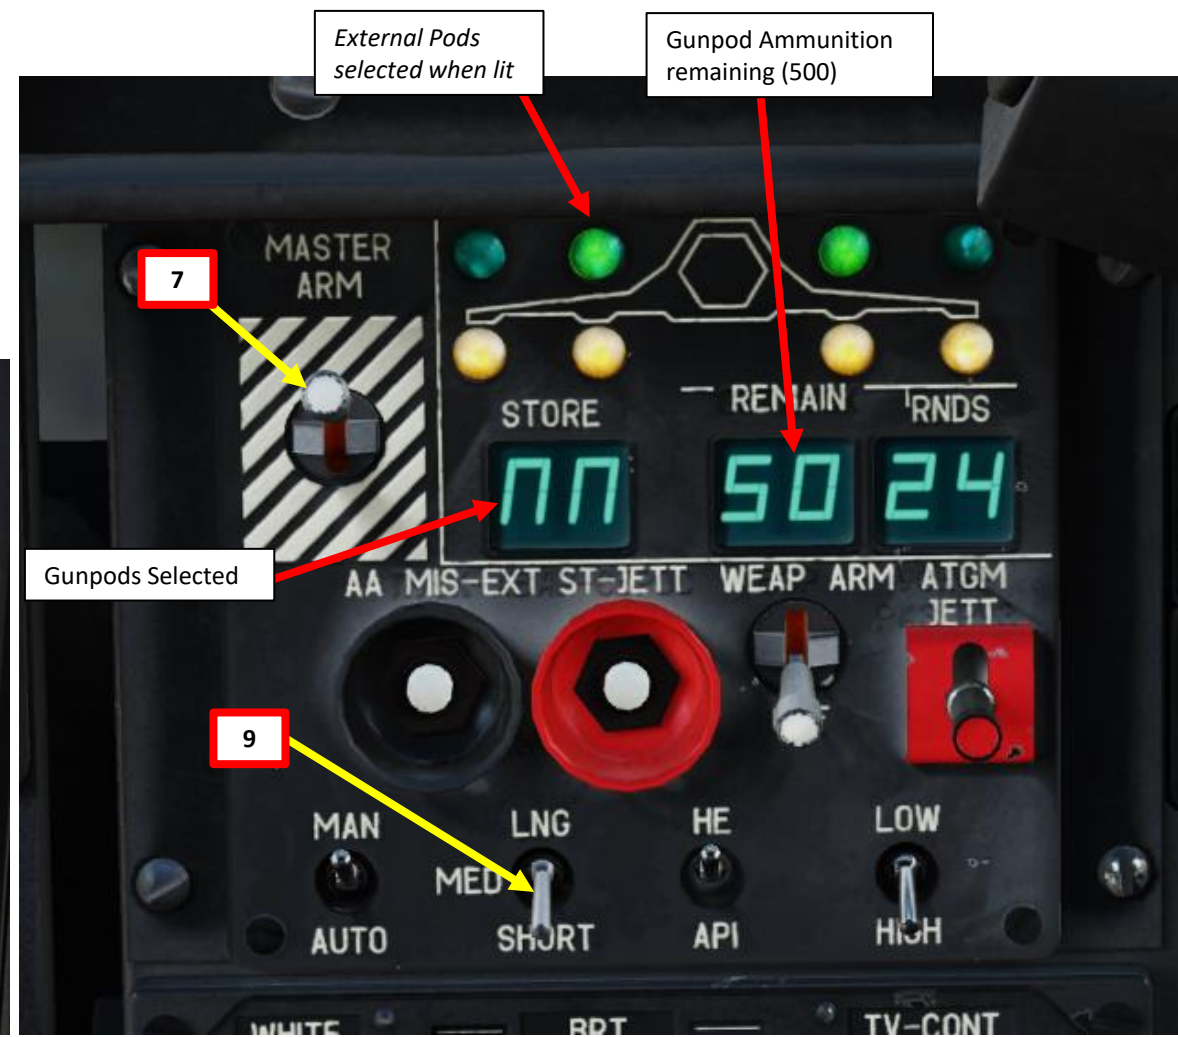 External Pods
selected when lit
Gunpod Ammunition
remaining (500)
MASTER
ARM
7
STORE
REMAIN
RNDS
ПП
50
24
Gunpods Selected
AA MIS-EXT ST-JETT
WEAP ARM
ATGM
JETT
9
MAN
LNG
HE
LOW
MED
AUTO
SHORT
API
HIGH
WHITE
BRT
TV-CONT